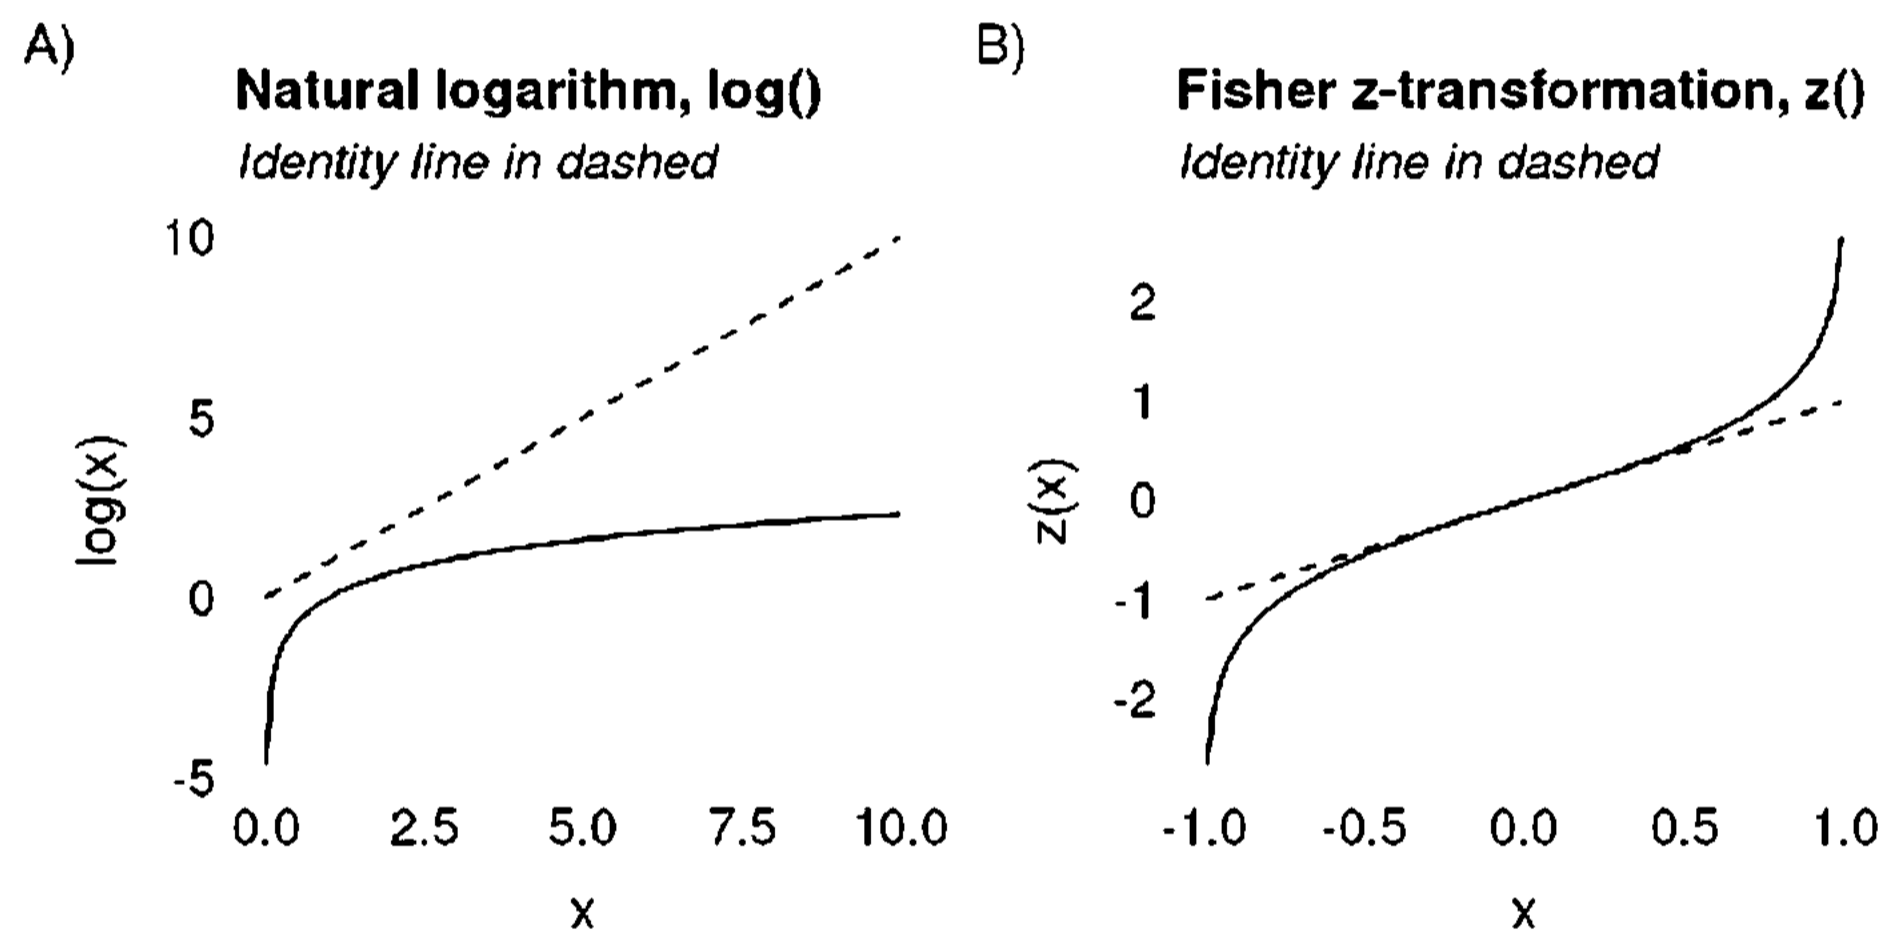 A)
Natural logarithm, log()
Identity line in dashed
10
5
0
-5
log(x)
0.0 2.5 5.0 7.5 10.0
x
B)
Fisher z-transformation, z()
Identity line in dashed
2
1
0
-1
-2
z(x)
-1.0 -0.5 0.0 0.5 1.0
x